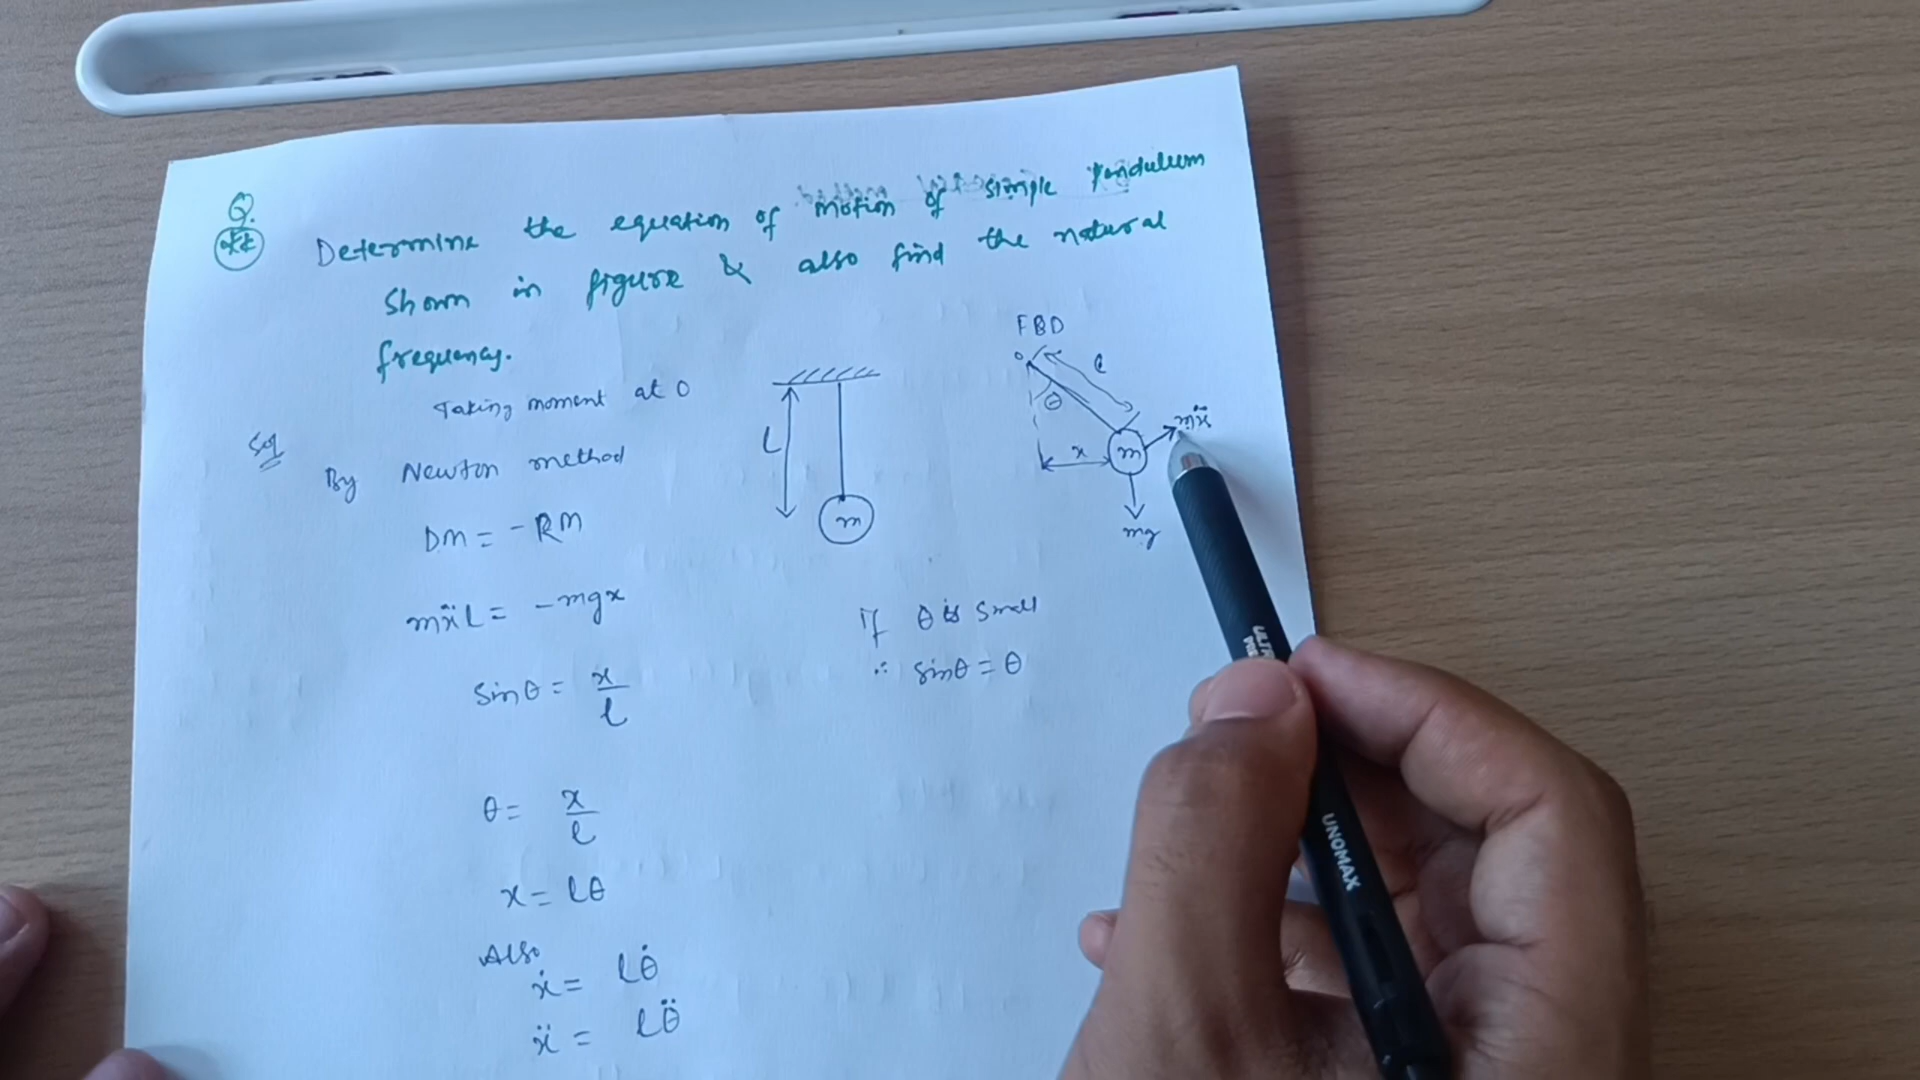 Q.
**
Determine the equation of motion of simple Pendulum
Shown in figure & also find the natural
frequency.
Taking moment at O
Sol
By Newton method
DM = -RM
mẍL = -mgx
Sinθ = x/l
θ = x/l
x = lθ
Also
ẋ = lθ̇
ẍ = lθ̈
L
m
FBD
o
l
θ
x
m
mẍ
mg
If θ is Small
∴ Sinθ = θ
UNOMAX